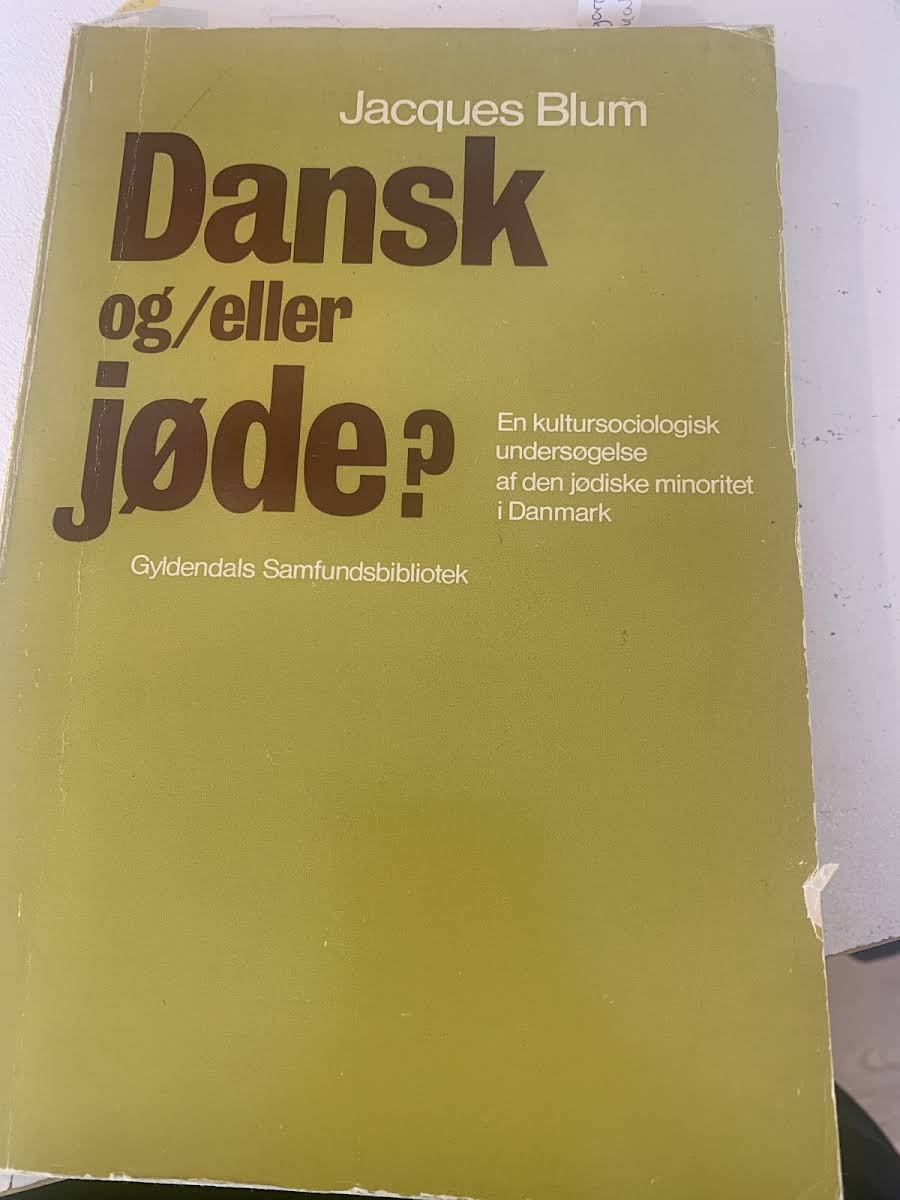 Jacques Blum
Dansk
og/eller
jøde?
En kultursociologisk
undersøgelse
af den jødiske minoritet
i Danmark
Gyldendals Samfundsbibliotek